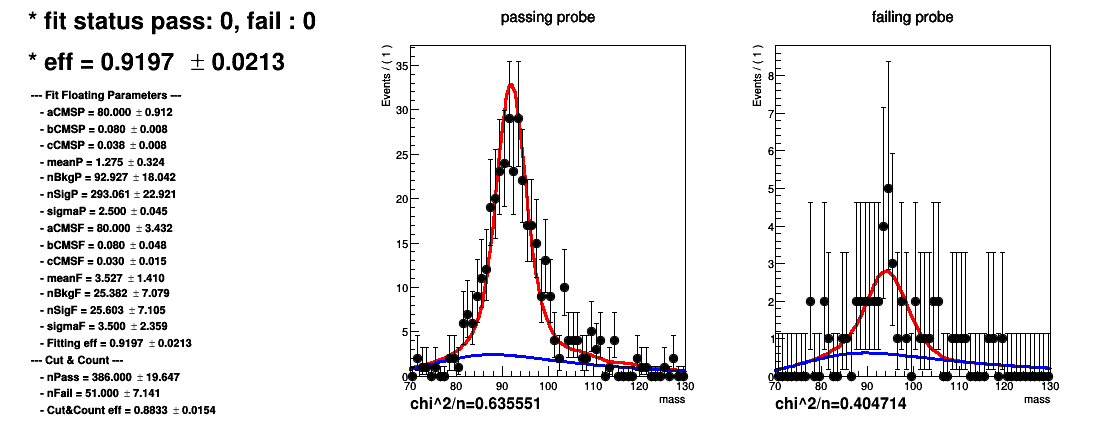 * fit status pass: 0, fail : 0
* eff = 0.9197 ± 0.0213
--- Fit Floating Parameters ---
- aCMSP = 80.000 ± 0.912
- bCMSP = 0.080 ± 0.008
- cCMSP = 0.038 ± 0.008
- meanP = 1.275 ± 0.324
- nBkgP = 92.927 ± 18.042
- nSigP = 293.061 ± 22.921
- sigmaP = 2.500 ± 0.045
- aCMSF = 80.000 ± 3.432
- bCMSF = 0.080 ± 0.048
- cCMSF = 0.030 ± 0.015
- meanF = 3.527 ± 1.410
- nBkgF = 25.382 ± 7.079
- nSigF = 25.603 ± 7.105
- sigmaF = 3.500 ± 2.359
- Fitting eff = 0.9197 ± 0.0213
--- Cut & Count ---
- nPass = 386.000 ± 19.647
- nFail = 51.000 ± 7.141
- Cut&Count eff = 0.8833 ± 0.0154
passing probe
Events / ( 1 )
35
30
25
20
15
10
5
0
70 80 90 100 110 120 130
mass
chi^2/n=0.635551
failing probe
Events / ( 1 )
8
7
6
5
4
3
2
1
0
70 80 90 100 110 120 130
mass
chi^2/n=0.404714